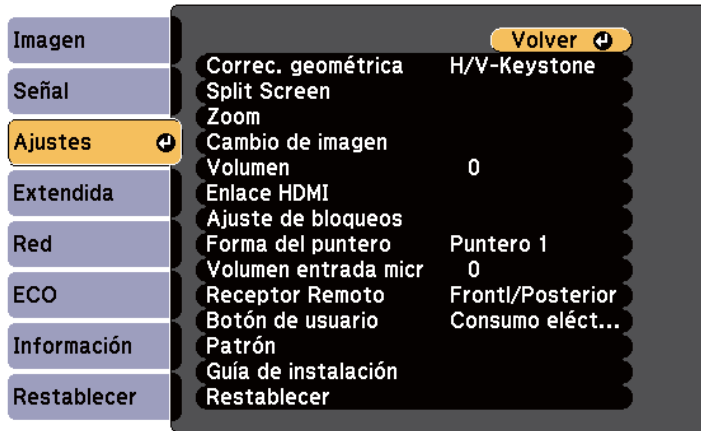 Imagen
Señal
Ajustes
Extendida
Red
ECO
Información
Restablecer
Volver
Correc. geométrica H/V-Keystone
Split Screen
Zoom
Cambio de imagen
Volumen 0
Enlace HDMI
Ajuste de bloqueos
Forma del puntero Puntero 1
Volumen entrada micr 0
Receptor Remoto Frontl/Posterior
Botón de usuario Consumo eléct...
Patrón
Guía de instalación
Restablecer